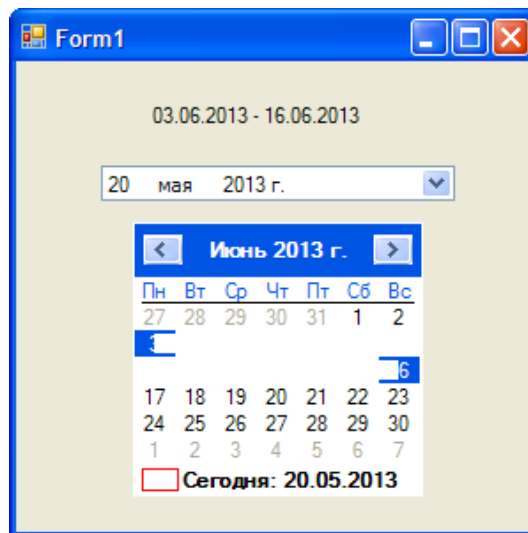 Form1
03.06.2013 - 16.06.2013
20 мая 2013 г.
Июнь 2013 г.
Пн Вт Ср Чт Пт Сб Вс
27 28 29 30 31 1 2
3
6
17 18 19 20 21 22 23
24 25 26 27 28 29 30
1 2 3 4 5 6 7
Сегодня: 20.05.2013